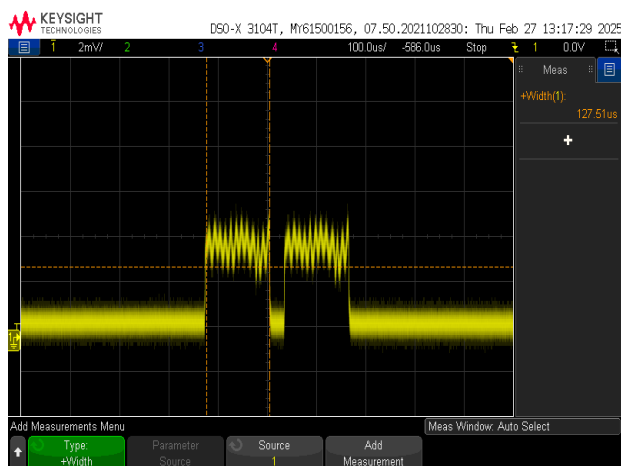 KEYSIGHT
TECHNOLOGIES
DSO-X 3104T, MY61500156, 07.50.2021102830: Thu Feb 27 13:17:29 2025
1 2mV/ 2 3 4 100.0us/ -586.0us Stop 1 0.0V
Meas
+Width(1):
127.51us
+
T
1
Add Measurements Menu
Meas Window: Auto Select
Type:
+Width
Parameter
Source
Source
1
Add
Measurement